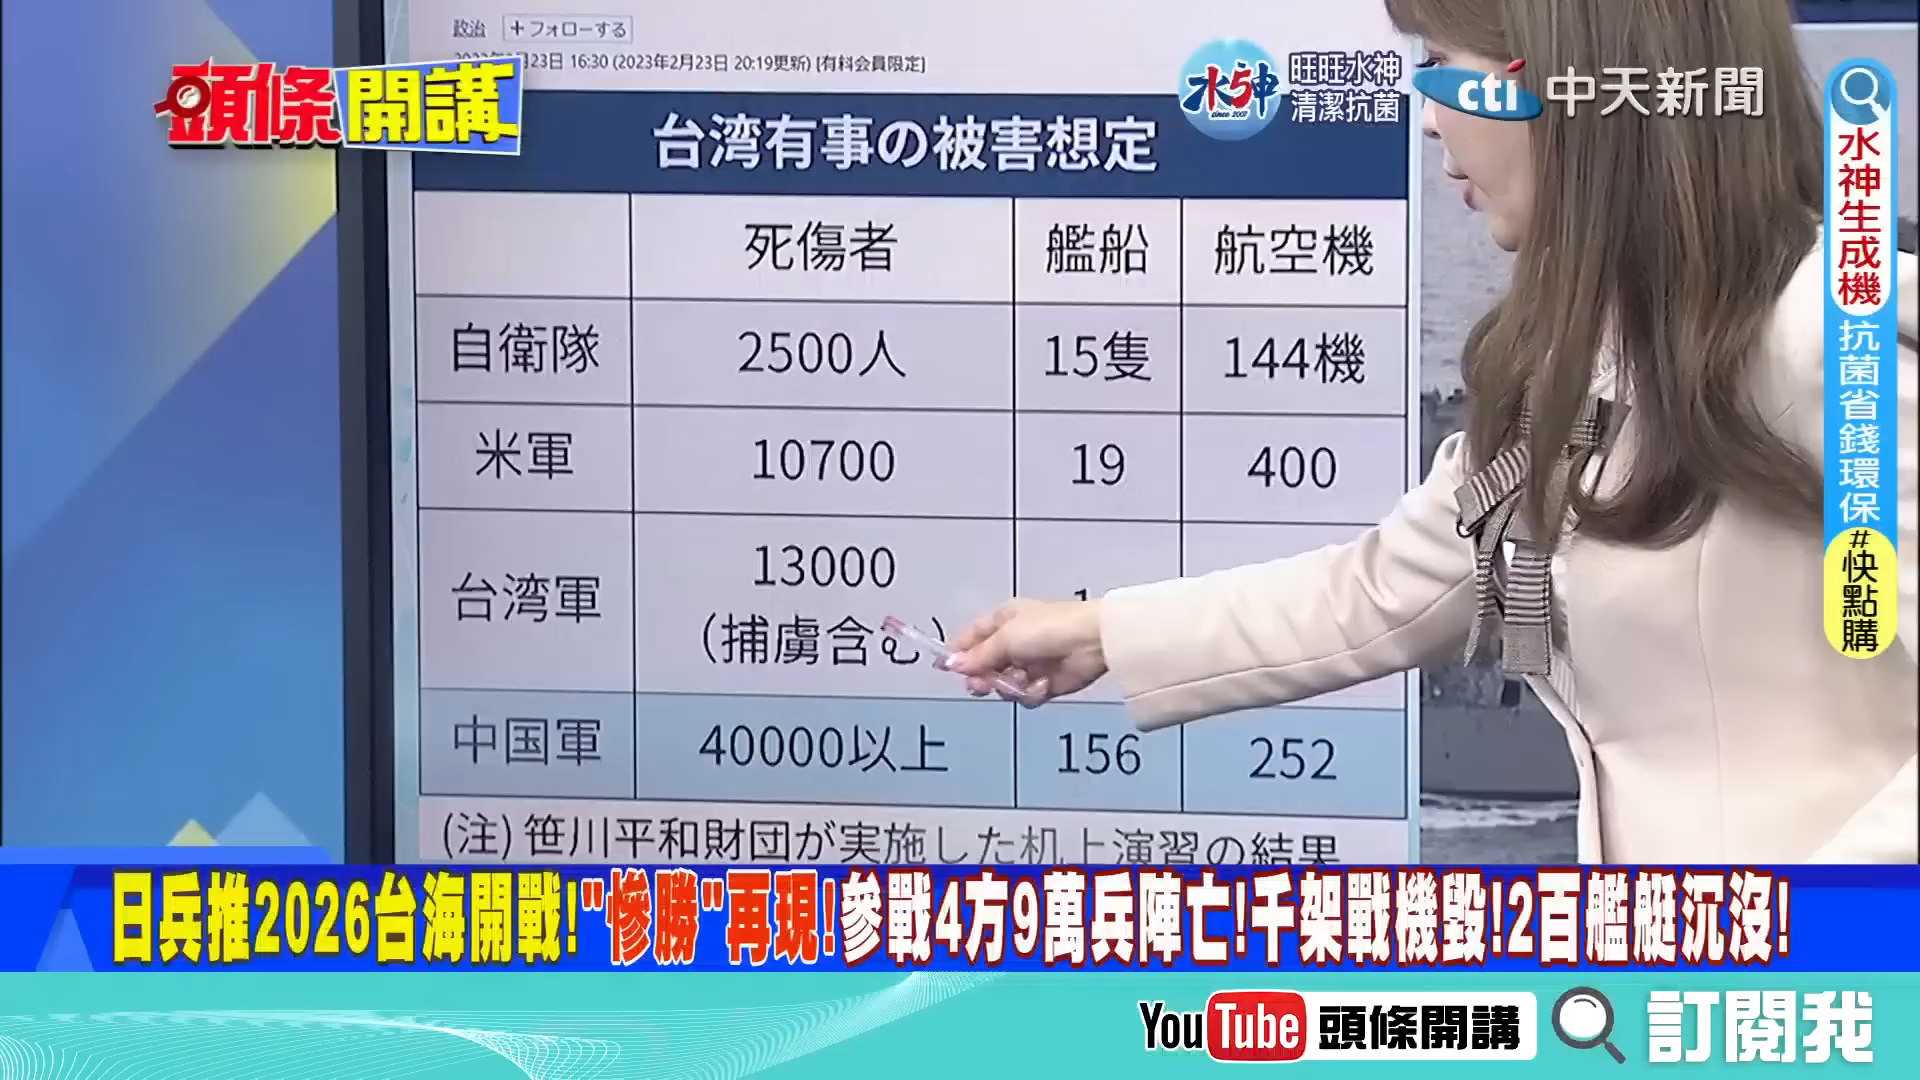 政治 +フォローする
月23日 16:30 (2023年2月23日 20:19更新) [有料会員限定]
頭條開講
水神
since 2007
旺旺水神
清潔抗菌
cti 中天新聞
台湾有事の被害想定
死傷者 艦船 航空機
自衛隊 2500人 15隻 144機
米軍 10700 19 400
台湾軍 13000
(捕虜含む)
中国軍 40000以上 156 252
(注) 笹川平和財団が実施した机上演習の結果
水神生成機
抗菌省錢環保
#快點購
日兵推2026台海開戰!"慘勝"再現!參戰4方9萬兵陣亡!千架戰機毀!2百艦艇沉沒!
YouTube 頭條開講 訂閱我